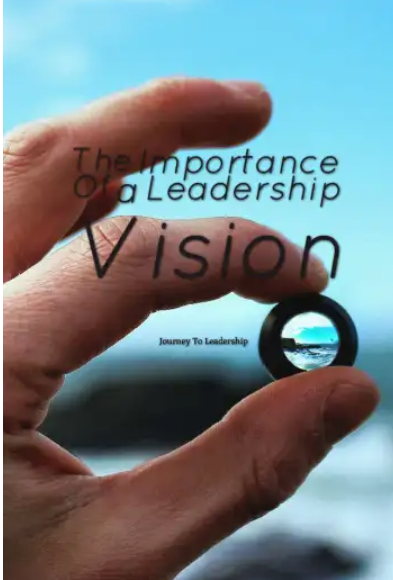 The Importance
Of a Leadership
Vision
Journey To Leadership